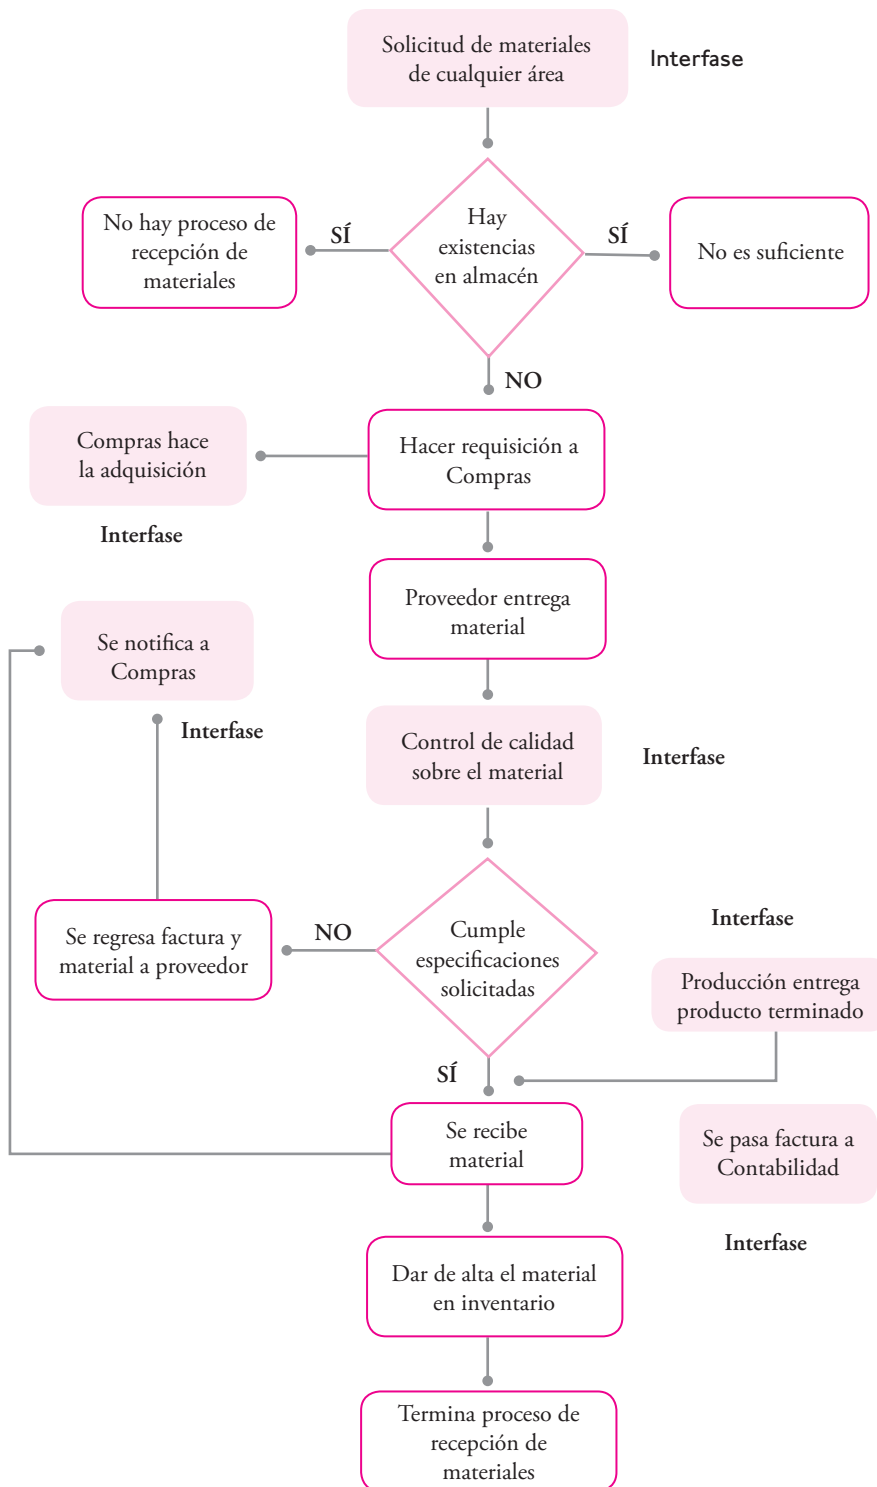 Solicitud de materiales
de cualquier área
Interfase
Hay
existencias
en almacén
SÍ
No hay proceso de
recepción de
materiales
SÍ
No es suficiente
NO
Hacer requisición a
Compras
Compras hace
la adquisición
Interfase
Proveedor entrega
material
Se notifica a
Compras
Interfase
Control de calidad
sobre el material
Interfase
Cumple
especificaciones
solicitadas
NO
Se regresa factura y
material a proveedor
Interfase
Producción entrega
producto terminado
SÍ
Se recibe
material
Se pasa factura a
Contabilidad
Interfase
Dar de alta el material
en inventario
Termina proceso de
recepción de
materiales